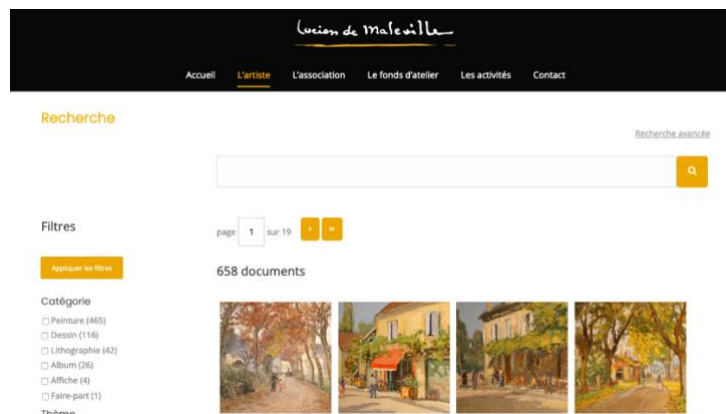 Lucien de Maleville
Accueil L'artiste L'association Le fonds d'atelier Les activités Contact
Recherche
Recherche avancée
Filtres
page 1 sur 19 › »
Appliquer les filtres
658 documents
Catégorie
Peinture (465)
Dessin (116)
Lithographie (42)
Album (26)
Affiche (4)
Faire-part (1)
Thème